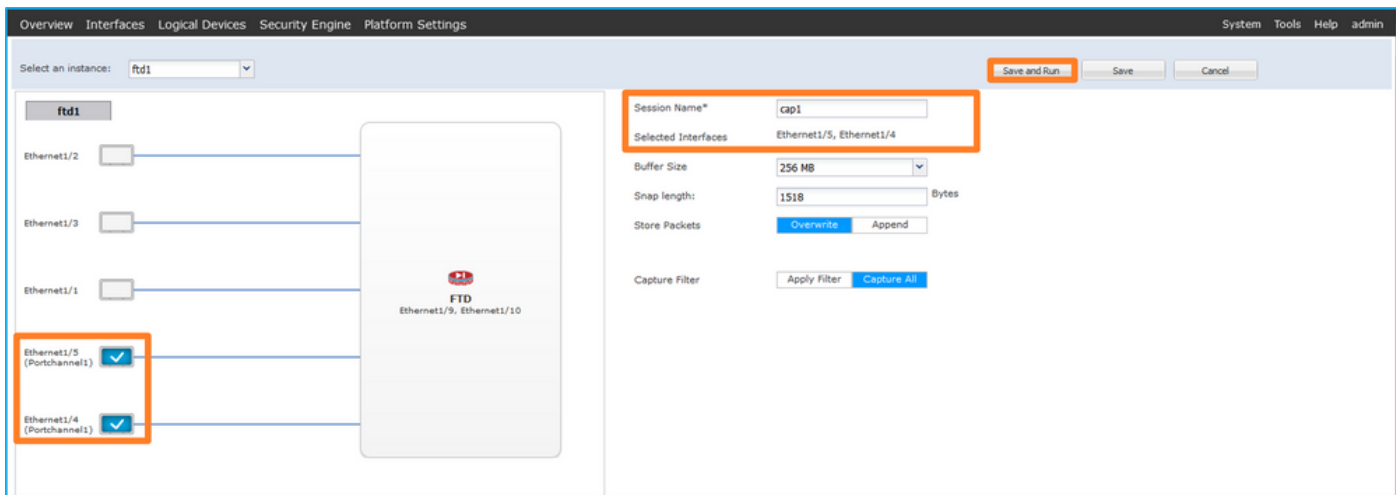 Overview Interfaces Logical Devices Security Engine Platform Settings System Tools Help admin
Select an instance: ftd1 Save and Run Save Cancel
ftd1
Ethernet1/2
Ethernet1/3
Ethernet1/1
Ethernet1/5
(Portchannel1)
Ethernet1/4
(Portchannel1)
FTD
Ethernet1/9, Ethernet1/10
Session Name* cap1
Selected Interfaces Ethernet1/5, Ethernet1/4
Buffer Size 256 MB
Snap length: 1518 Bytes
Store Packets Overwrite Append
Capture Filter Apply Filter Capture All